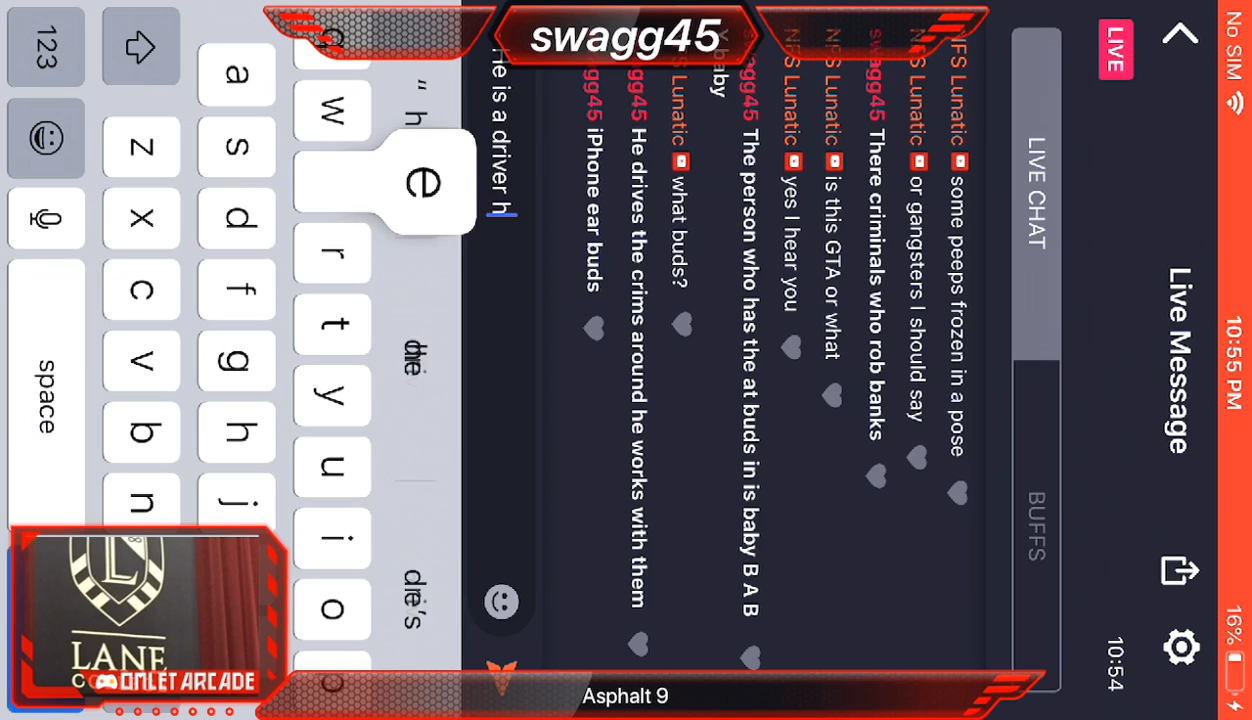 swagg45
No SIM
10:55 PM
16%
Live Message
LIVE
10:54
LIVE CHAT
BUFFS
NFS Lunatic some peeps frozen in a pose
NFS Lunatic or gangsters I should say
swagg45 There criminals who rob banks
NFS Lunatic is this GTA or what
NFS Lunatic yes I hear you
swagg45 The person who has the at buds in is baby B A B
Y baby
NFS Lunatic what buds?
swagg45 He drives the crims around he works with them
swagg45 iPhone ear buds
He is a driver h
“ h
w e r t y u i o p
a s d f g h j
z x c v b n
123
space
LANE
OMLET ARCADE
Asphalt 9